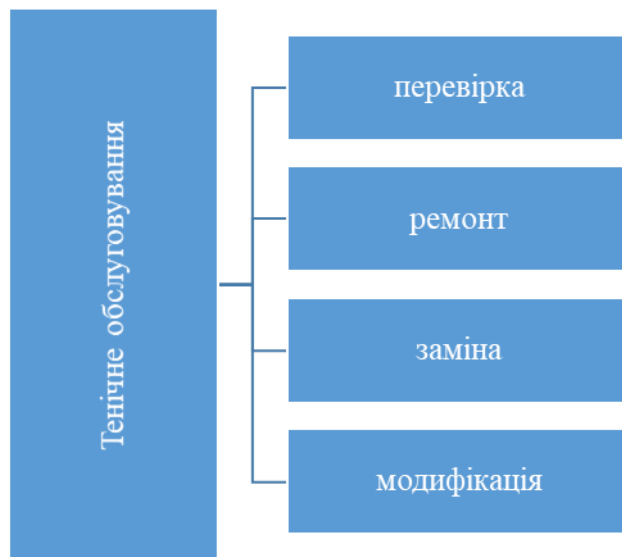 Тенічне обслуговування
перевірка
ремонт
заміна
модифікація